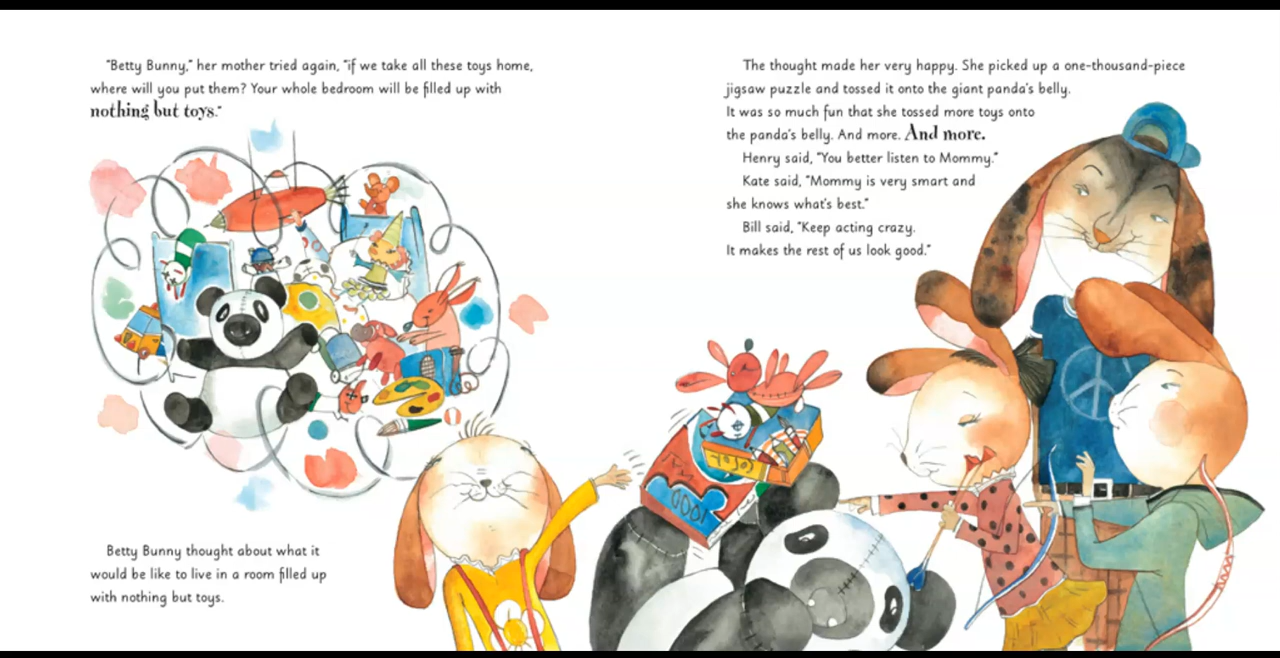 "Betty Bunny," her mother tried again, "if we take all these toys home,
where will you put them? Your whole bedroom will be filled up with
nothing but toys."
Betty Bunny thought about what it
would be like to live in a room filled up
with nothing but toys.
The thought made her very happy. She picked up a one-thousand-piece
jigsaw puzzle and tossed it onto the giant panda's belly.
It was so much fun that she tossed more toys onto
the panda's belly. And more. And more.
Henry said, "You better listen to Mommy."
Kate said, "Mommy is very smart and
she knows what's best."
Bill said, "Keep acting crazy.
It makes the rest of us look good."
1000